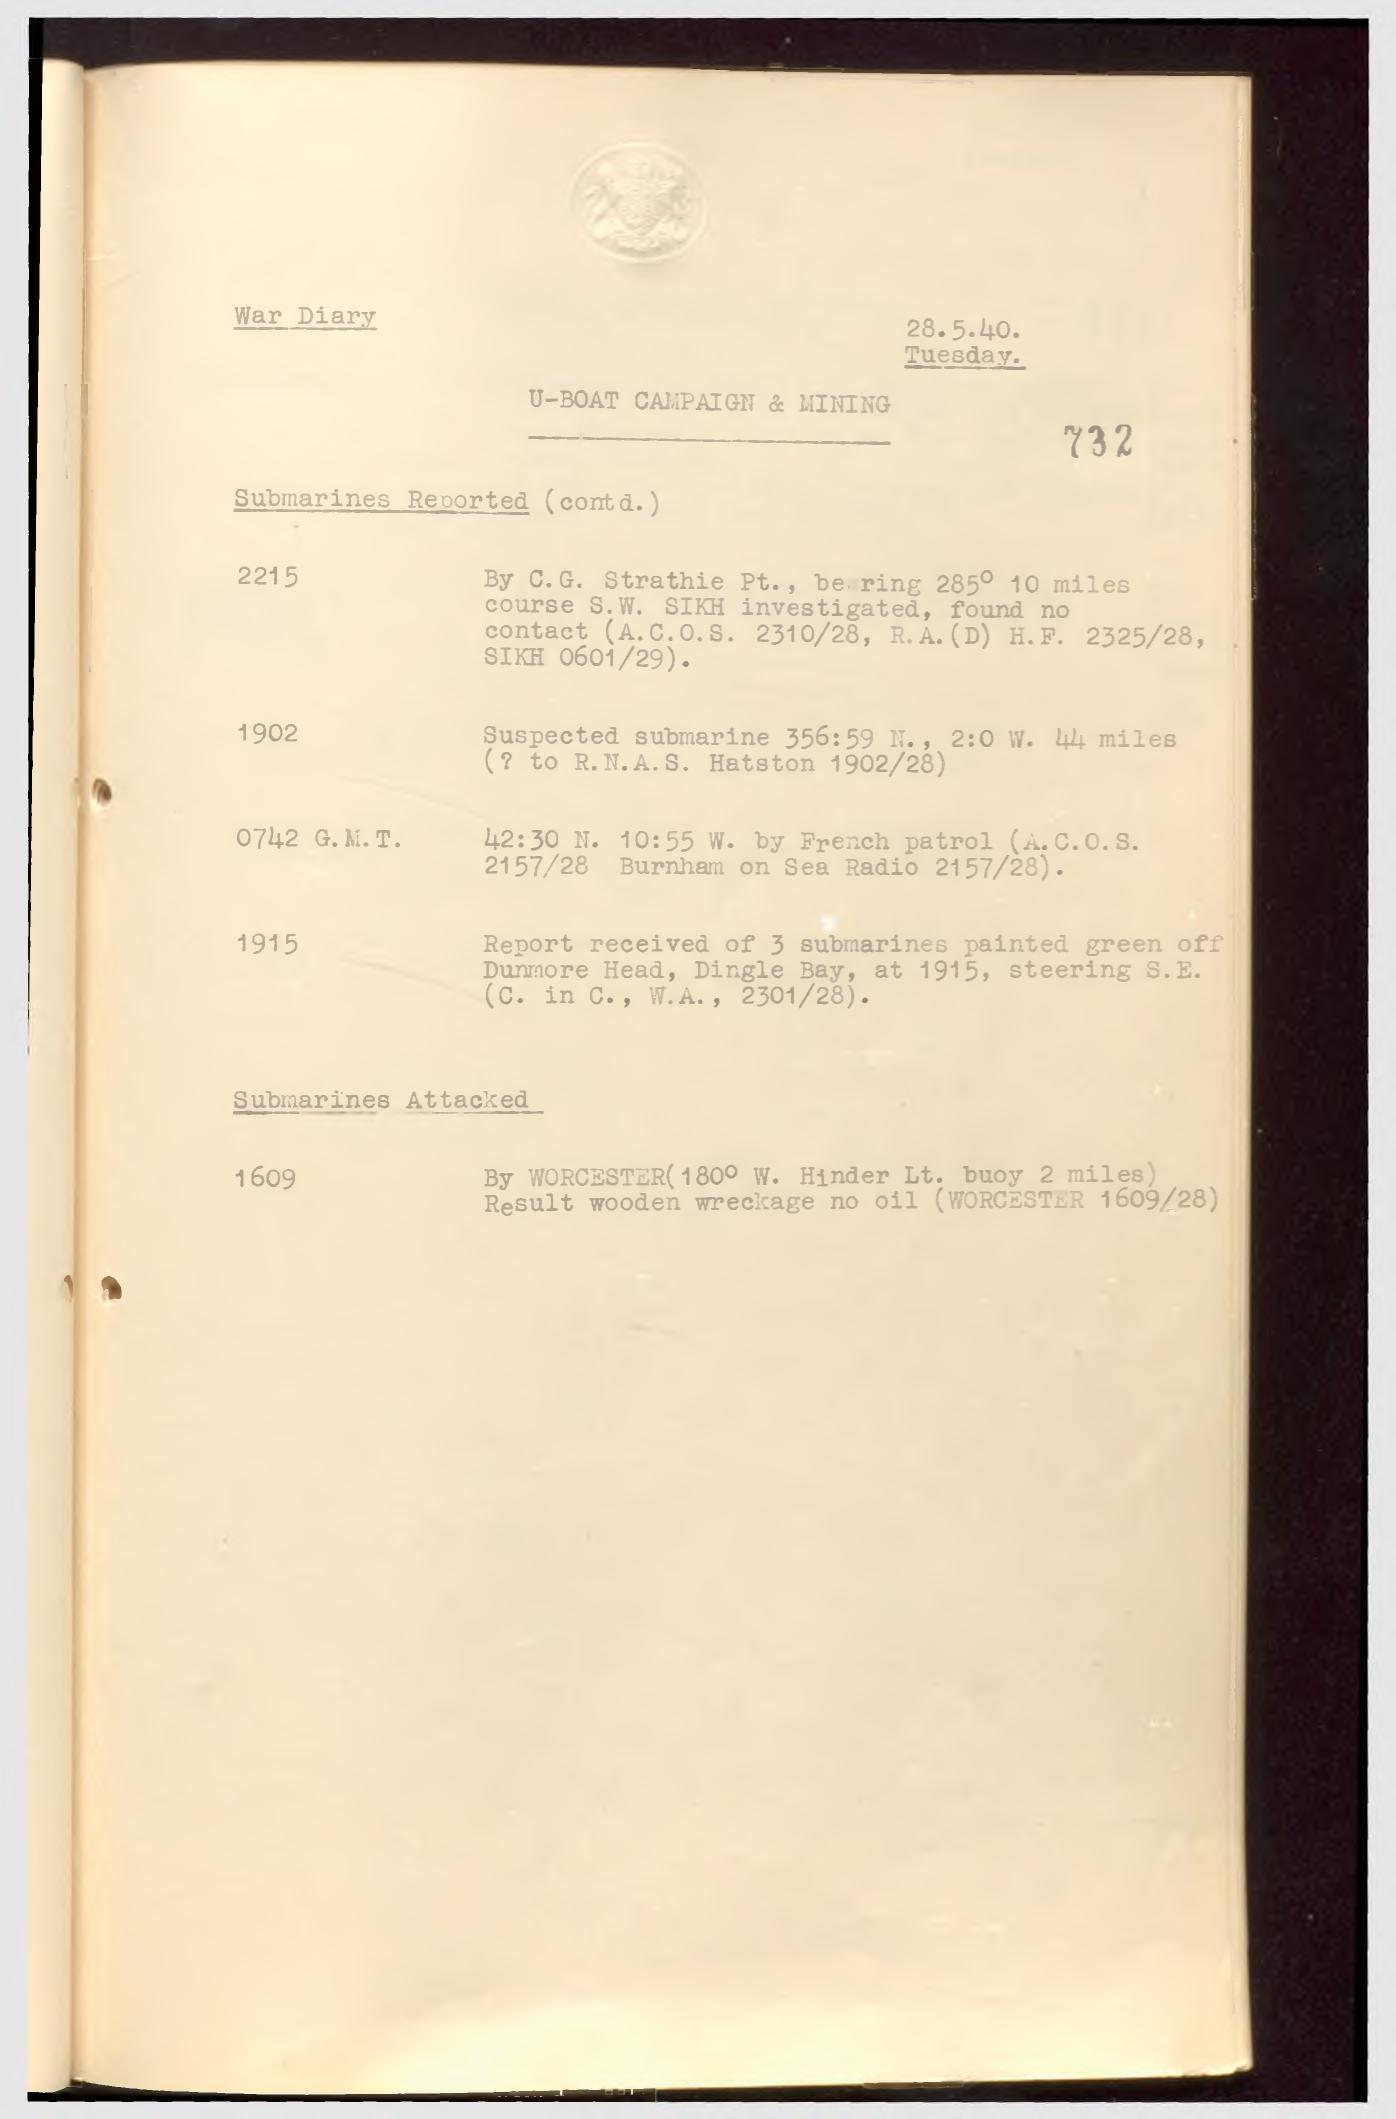 War Diary
28.5.40.
Tuesday.
U-BOAT CAMPAIGN & MINING
732
Submarines Reported (contd.)
2215 By C.G. Strathie Pt., bearing 285° 10 miles
course S.W. SIKH investigated, found no
contact (A.C.O.S. 2310/28, R.A.(D) H.F. 2325/28,
SIKH 0601/29).
1902 Suspected submarine 356:59 N., 2:0 W. 44 miles
(? to R.N.A.S. Hatston 1902/28)
0742 G.M.T. 42:30 N. 10:55 W. by French patrol (A.C.O.S.
2157/28 Burnham on Sea Radio 2157/28).
1915 Report received of 3 submarines painted green off
Dunmore Head, Dingle Bay, at 1915, steering S.E.
(C. in C., W.A., 2301/28).
Submarines Attacked
1609 By WORCESTER(180° W. Hinder Lt. buoy 2 miles)
Result wooden wreckage no oil (WORCESTER 1609/28)